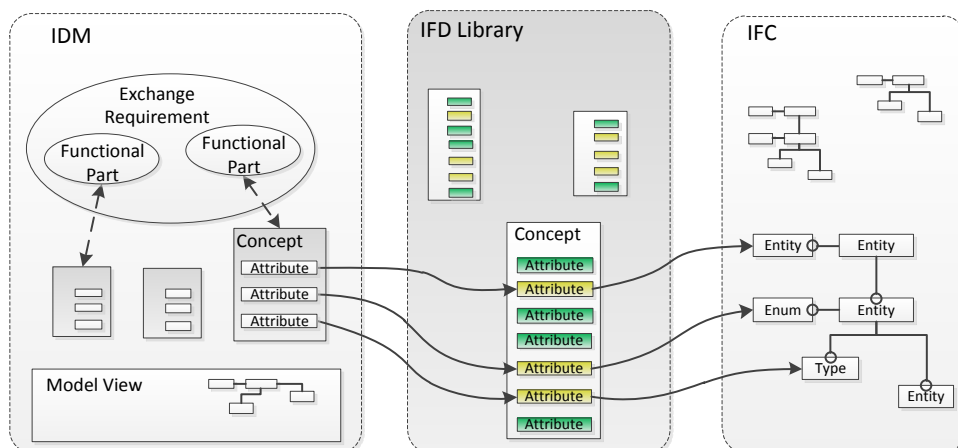 IDM
Exchange
Requirement
Functional
Part
Functional
Part
Concept
Attribute
Attribute
Attribute
Model View
IFD Library
Concept
Attribute
Attribute
Attribute
Attribute
Attribute
Attribute
Attribute
IFC
Entity
Entity
Enum
Entity
Type
Entity